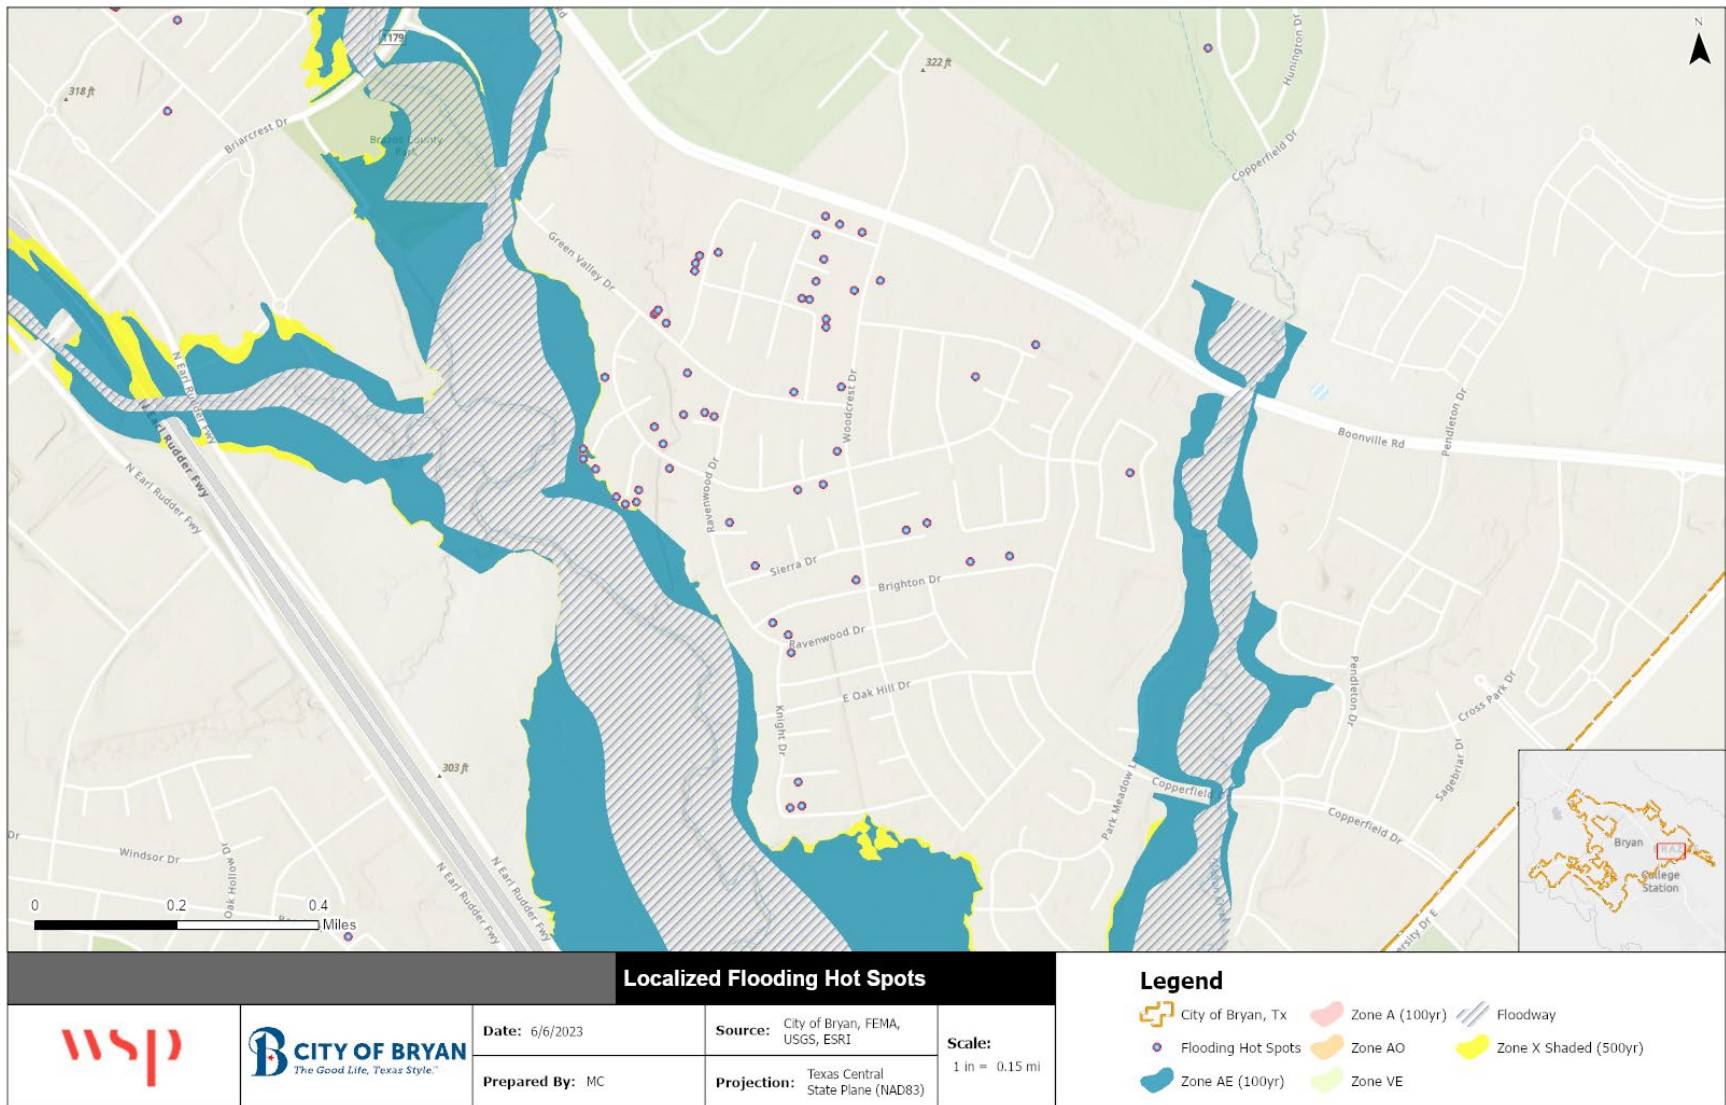 N
179
318 ft
322 ft
Huntington Dr
Briarcrest Dr
Brazos County
Park
Copperfield Dr
Green Valley Dr
N Earl Rudder Fwy
N Earl Rudder Fwy
N Earl Rudder Fwy
Woodcrest Dr
Ravenwood Dr
Pendleton Dr
Boonville Rd
Sierra Dr
Brighton Dr
Ravenwood Dr
E Oak Hill Dr
Knight Dr
Pendleton Dr
Cross Park Dr
Sagebriar Dr
303 ft
Copperfield
Park Meadow L
Copperfield Dr
Dr
Windsor Dr
Oak Hollow Dr
N Earl Rudder Fwy
N Earl Rudder Fwy
ersity Dr E
Bryan
College
Station
0 0.2 0.4
Miles
Localized Flooding Hot Spots
wsp
B CITY OF BRYAN
The Good Life, Texas Style.™
Date: 6/6/2023
Prepared By: MC
Source: City of Bryan, FEMA,
USGS, ESRI
Projection: Texas Central
State Plane (NAD83)
Scale:
1 in = 0.15 mi
Legend
City of Bryan, Tx
Flooding Hot Spots
Zone AE (100yr)
Zone A (100yr)
Zone AO
Zone VE
Floodway
Zone X Shaded (500yr)